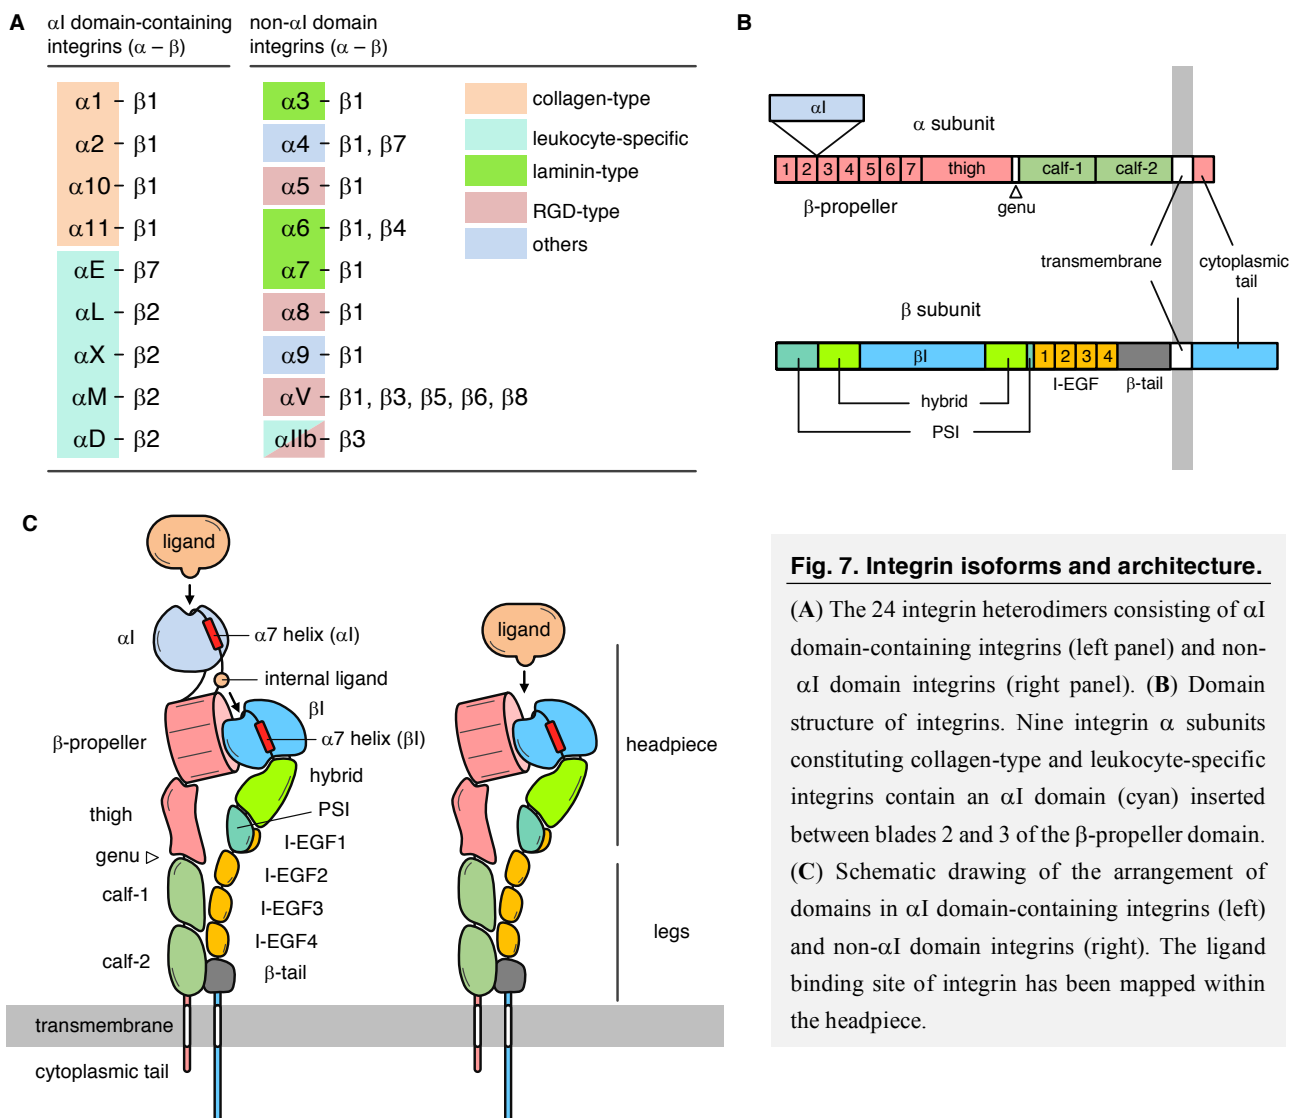 A
αI domain-containing
integrins (α – β)
non-αI domain
integrins (α – β)
α1 - β1
α2 - β1
α10 - β1
α11 - β1
αE - β7
αL - β2
αX - β2
αM - β2
αD - β2
α3 - β1
α4 - β1, β7
α5 - β1
α6 - β1, β4
α7 - β1
α8 - β1
α9 - β1
αV - β1, β3, β5, β6, β8
αIIb - β3
collagen-type
leukocyte-specific
laminin-type
RGD-type
others
B
αI
α subunit
1 2 3 4 5 6 7 thigh calf-1 calf-2
β-propeller
genu
transmembrane
cytoplasmic
tail
β subunit
βI 1 2 3 4
I-EGF β-tail
hybrid
PSI
C
ligand
αI
α7 helix (αI)
internal ligand
βI
β-propeller
α7 helix (βI)
hybrid
thigh
PSI
I-EGF1
genu
I-EGF2
calf-1
I-EGF3
I-EGF4
calf-2
β-tail
transmembrane
cytoplasmic tail
ligand
headpiece
legs
Fig. 7. Integrin isoforms and architecture.
(A) The 24 integrin heterodimers consisting of αI
domain-containing integrins (left panel) and non-
αI domain integrins (right panel). (B) Domain
structure of integrins. Nine integrin α subunits
constituting collagen-type and leukocyte-specific
integrins contain an αI domain (cyan) inserted
between blades 2 and 3 of the β-propeller domain.
(C) Schematic drawing of the arrangement of
domains in αI domain-containing integrins (left)
and non-αI domain integrins (right). The ligand
binding site of integrin has been mapped within
the headpiece.